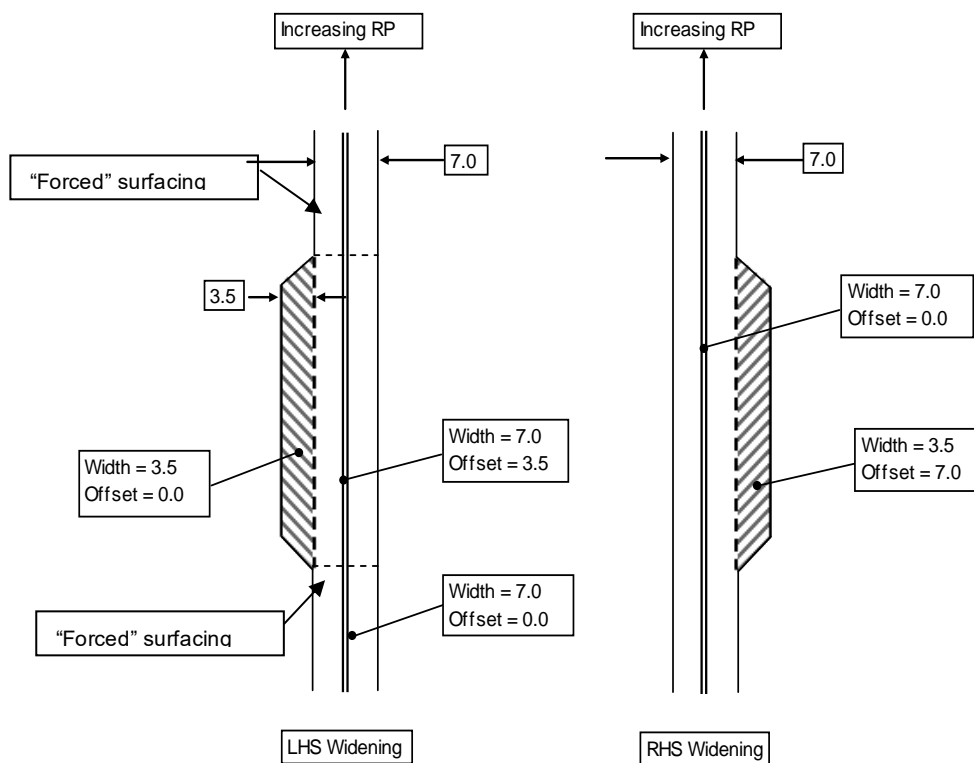 Increasing RP
Increasing RP
"Forced" surfacing
7.0
7.0
3.5
Width = 7.0
Offset = 0.0
Width = 3.5
Offset = 0.0
Width = 7.0
Offset = 3.5
Width = 3.5
Offset = 7.0
Width = 7.0
Offset = 0.0
"Forced" surfacing
LHS Widening
RHS Widening